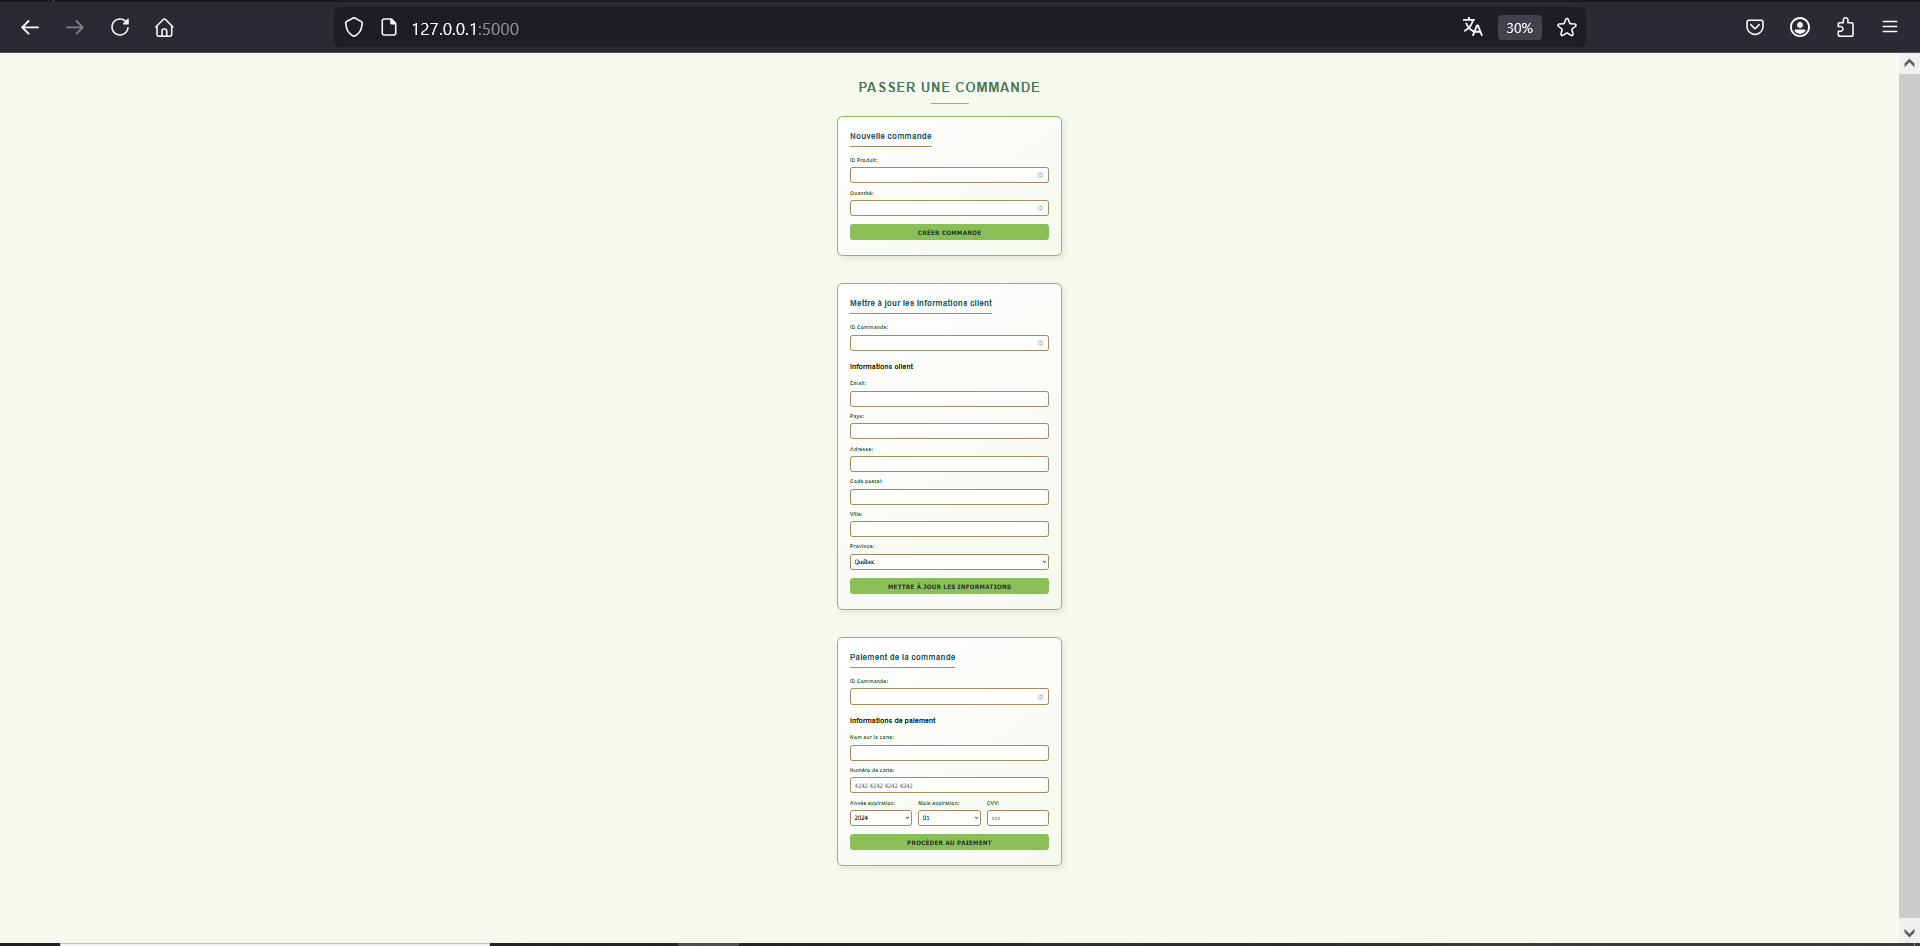 127.0.0.1:5000
30%
PASSER UNE COMMANDE
Nouvelle commande
ID Produit:
Quantité:
CRÉER COMMANDE
Mettre à jour les informations client
ID Commande:
Informations client
Email:
Pays:
Adresse:
Code postal:
Ville:
Province:
Québec
METTRE À JOUR LES INFORMATIONS
Paiement de la commande
ID Commande:
Informations de paiement
Nom sur la carte:
Numéro de carte:
4242 4242 4242 4242
Année expiration: Mois expiration: CVV:
2024 01 xxx
PROCÉDER AU PAIEMENT